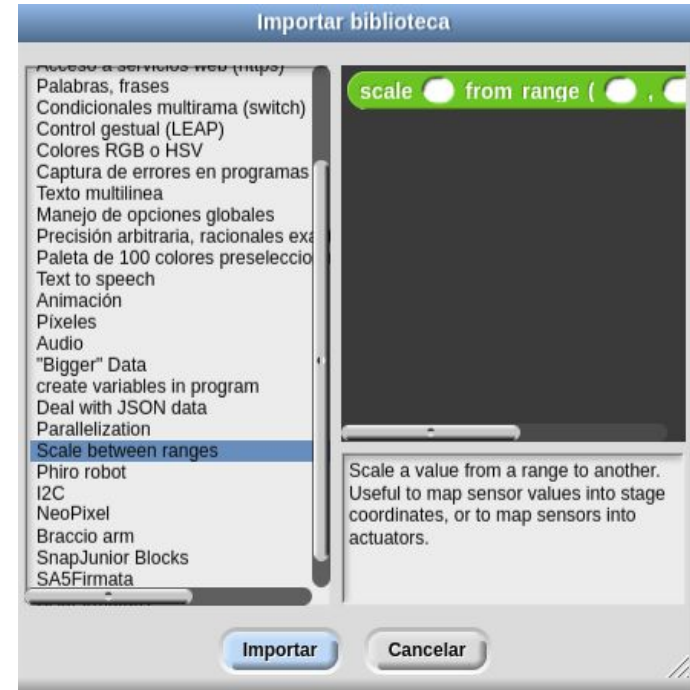 Importar biblioteca
Acceso a servicios web (https)
Palabras, frases
Condicionales multirama (switch)
Control gestual (LEAP)
Colores RGB o HSV
Captura de errores en programas
Texto multilinea
Manejo de opciones globales
Precisión arbitraria, racionales exa
Paleta de 100 colores preseleccio
Text to speech
Animación
Píxeles
Audio
"Bigger" Data
create variables in program
Deal with JSON data
Parallelization
Scale between ranges
Phiro robot
I2C
NeoPixel
Braccio arm
SnapJunior Blocks
SA5Firmata
scale from range ( ,
Scale a value from a range to another.
Useful to map sensor values into stage
coordinates, or to map sensors into
actuators.
Importar
Cancelar